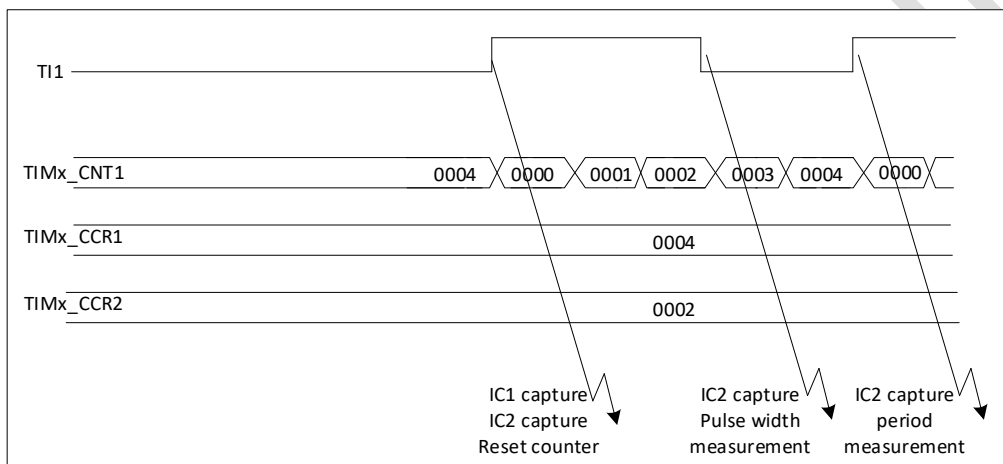 TI1
TIMx_CNT1 0004 0000 0001 0002 0003 0004 0000
TIMx_CCR1 0004
TIMx_CCR2 0002
IC1 capture
IC2 capture
Reset counter
IC2 capture
Pulse width
measurement
IC2 capture
period
measurement